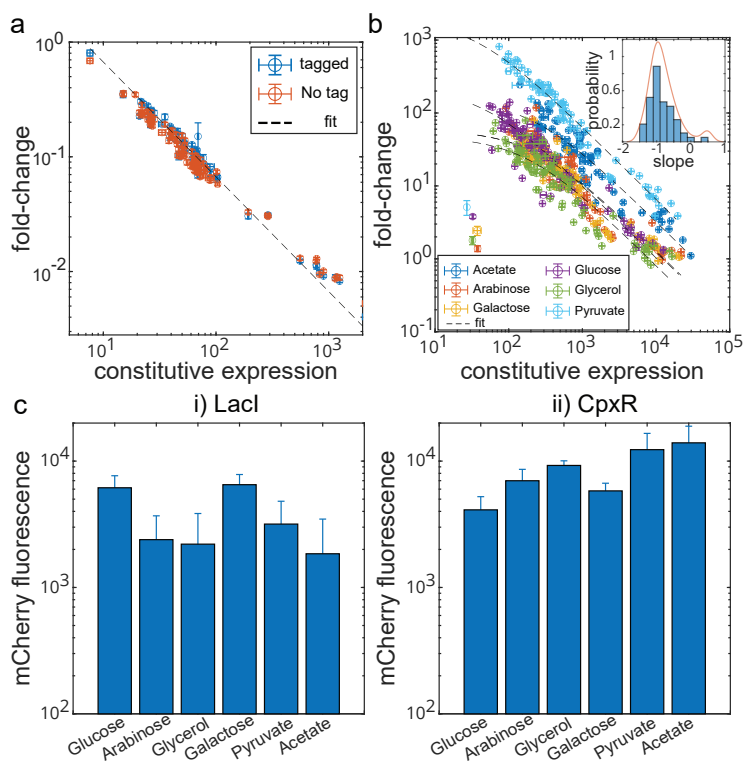 a
fold-change
10^0
10^-1
10^-2
10^1
10^2
10^3
constitutive expression
tagged
No tag
fit
b
fold-change
10^3
10^2
10^1
10^0
10^-1
10^1
10^2
10^3
10^4
10^5
constitutive expression
Acetate
Arabinose
Galactose
fit
Glucose
Glycerol
Pyruvate
probability
1
0.6
0.2
-2
-1
0
1
slope
c
i) LacI
mCherry fluorescence
10^4
10^3
10^2
Glucose
Arabinose
Glycerol
Galactose
Pyruvate
Acetate
ii) CpxR
mCherry fluorescence
10^4
10^3
10^2
Glucose
Arabinose
Glycerol
Galactose
Pyruvate
Acetate